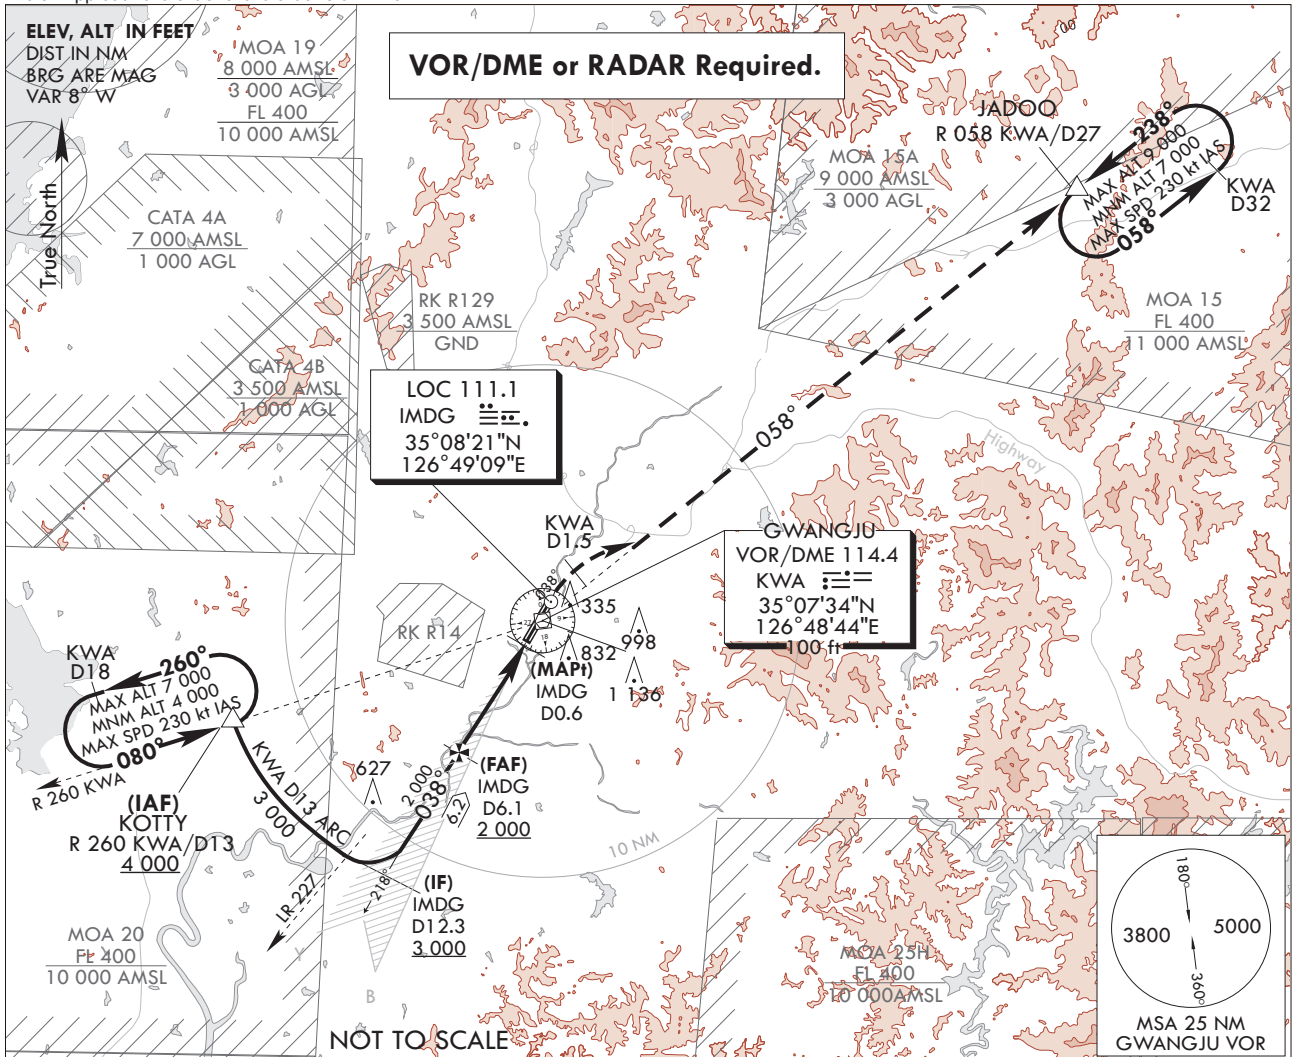 ELEV, ALT IN FEET
DIST IN NM
BRG ARE MAG
VAR 8° W
True North
MOA 19
8 000 AMSL
3 000 AGL
FL 400
10 000 AMSL
VOR/DME or RADAR Required.
JADOO
R 058 KWA/D27
238°
MAX ALT 9 000
MNM ALT 7 000
MAX SPD 230 kt IAS
058°
KWA
D32
MOA 15A
9 000 AMSL
3 000 AGL
CATA 4A
7 000 AMSL
1 000 AGL
RK R129
3 500 AMSL
GND
MOA 15
FL 400
11 000 AMSL
CATA 4B
3 500 AMSL
1 000 AGL
LOC 111.1
IMDG
35°08'21"N
126°49'09"E
058°
Highway
KWA
D1.5
GWANGJU
VOR/DME 114.4
KWA
35°07'34"N
126°48'44"E
100 ft
038°
335
998
832
1 136
RK R14
(MAPt)
IMDG
D0.6
KWA
D18
260°
MAX ALT 7 000
MNM ALT 4 000
MAX SPD 230 kt IAS
080°
R 260 KWA
(IAF)
KOTTY
R 260 KWA/D13
4 000
KWA D13 ARC
3 000
627
2 000
038°
6.2
(FAF)
IMDG
D6.1
2 000
10 NM
LR 227
218°
(IF)
IMDG
D12.3
3 000
MOA 20
FL 400
10 000 AMSL
B
MOA 25H
FL 400
10 000AMSL
180°
3800
5000
360°
MSA 25 NM
GWANGJU VOR
NOT TO SCALE